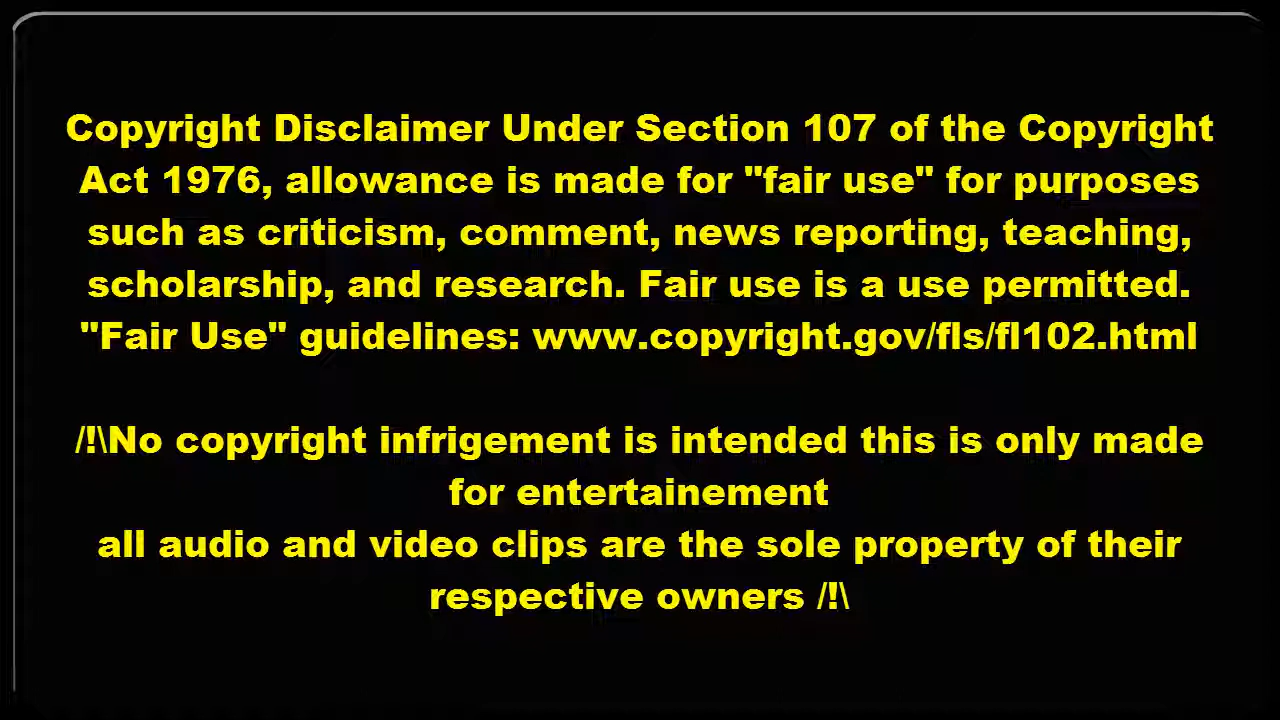 Copyright Disclaimer Under Section 107 of the Copyright
Act 1976, allowance is made for "fair use" for purposes
such as criticism, comment, news reporting, teaching,
scholarship, and research. Fair use is a use permitted.
"Fair Use" guidelines: www.copyright.gov/fls/fl102.html
/!\No copyright infrigement is intended this is only made
for entertainement
all audio and video clips are the sole property of their
respective owners /!\